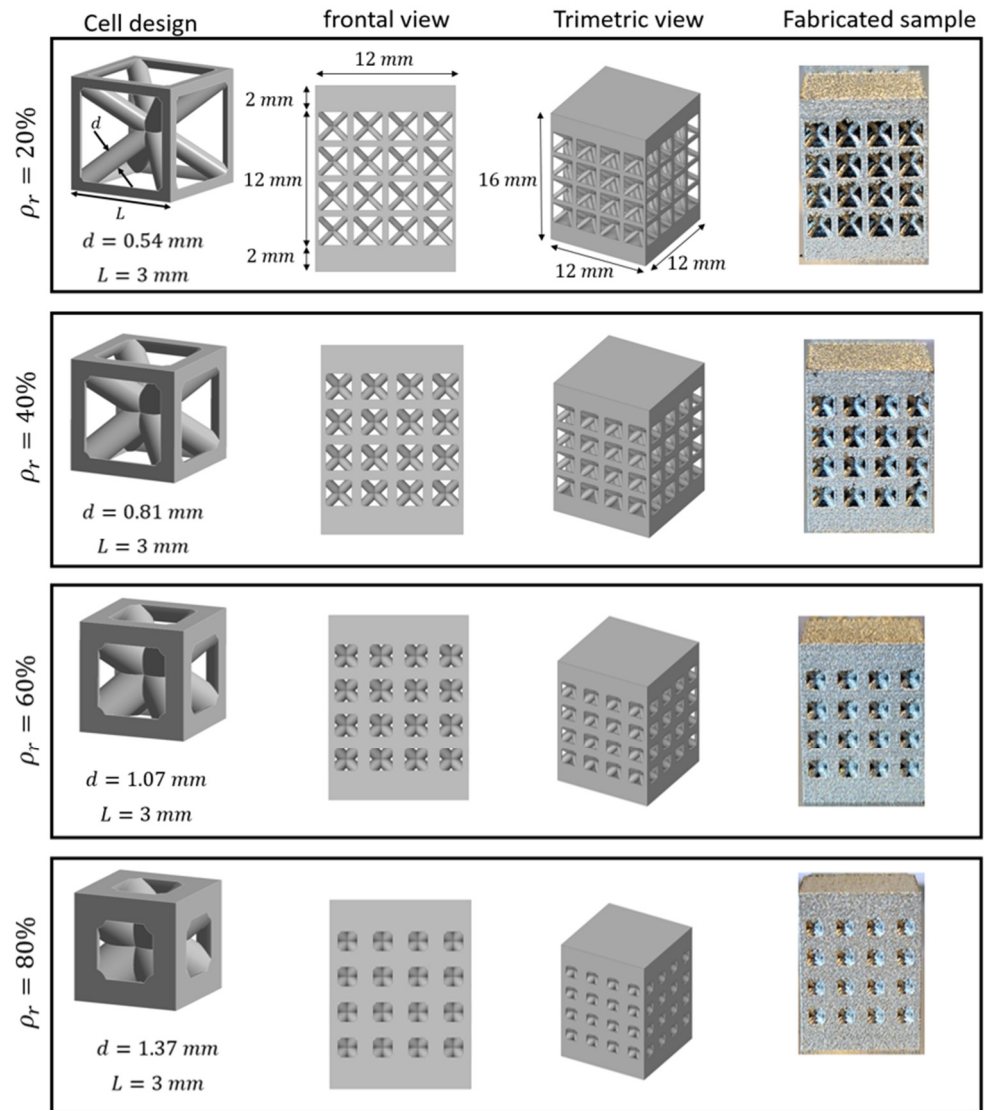 Cell design
frontal view
Trimetric view
Fabricated sample
ρᵣ = 20%
d
L
d = 0.54 mm
L = 3 mm
12 mm
2 mm
12 mm
2 mm
16 mm
12 mm
12 mm
ρᵣ = 40%
d = 0.81 mm
L = 3 mm
ρᵣ = 60%
d = 1.07 mm
L = 3 mm
ρᵣ = 80%
d = 1.37 mm
L = 3 mm